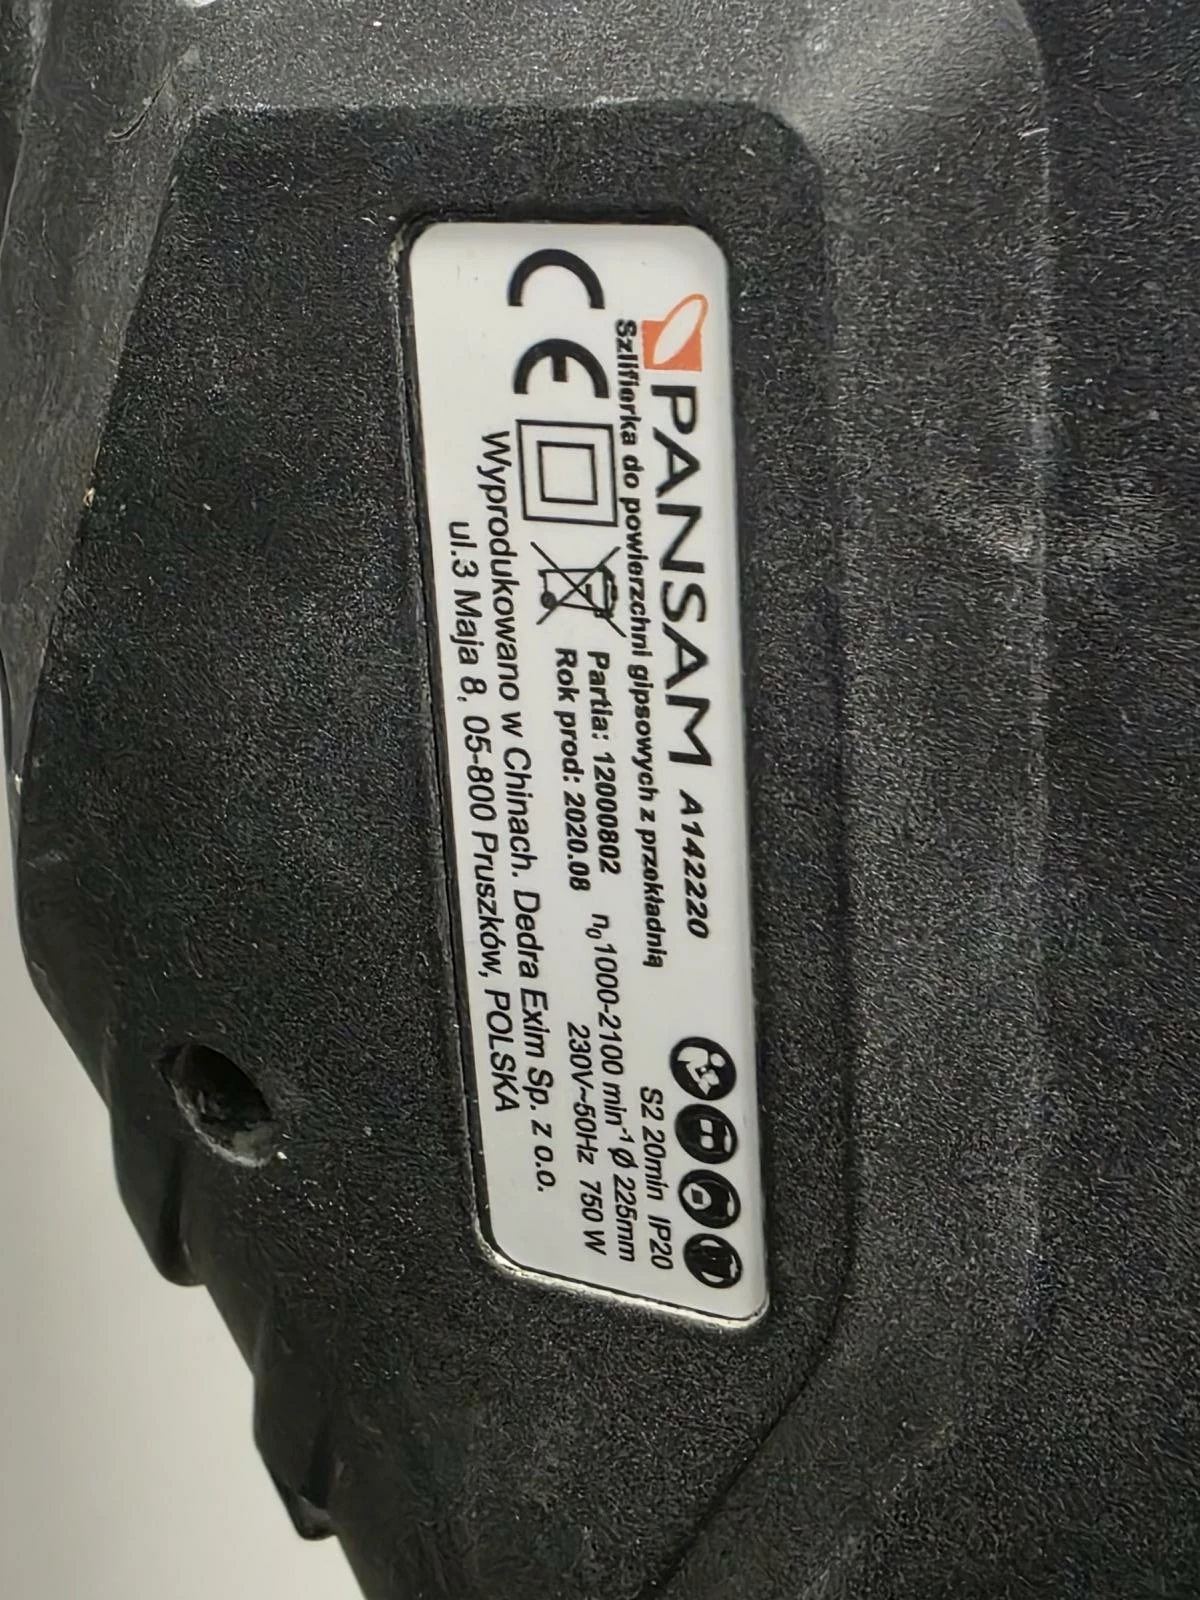 PANSAM A142220
Szlifierka do powierzchni gipsowych z przekładnią
S2 20min IP20
CE
Partia: 12000802
n₀1000-2100 min⁻¹ Ø 225mm
Rok prod: 2020.08
230V~50Hz 750 W
Wyprodukowano w Chinach. Dedra Exim Sp. z o.o.
ul.3 Maja 8, 05-800 Pruszków, POLSKA